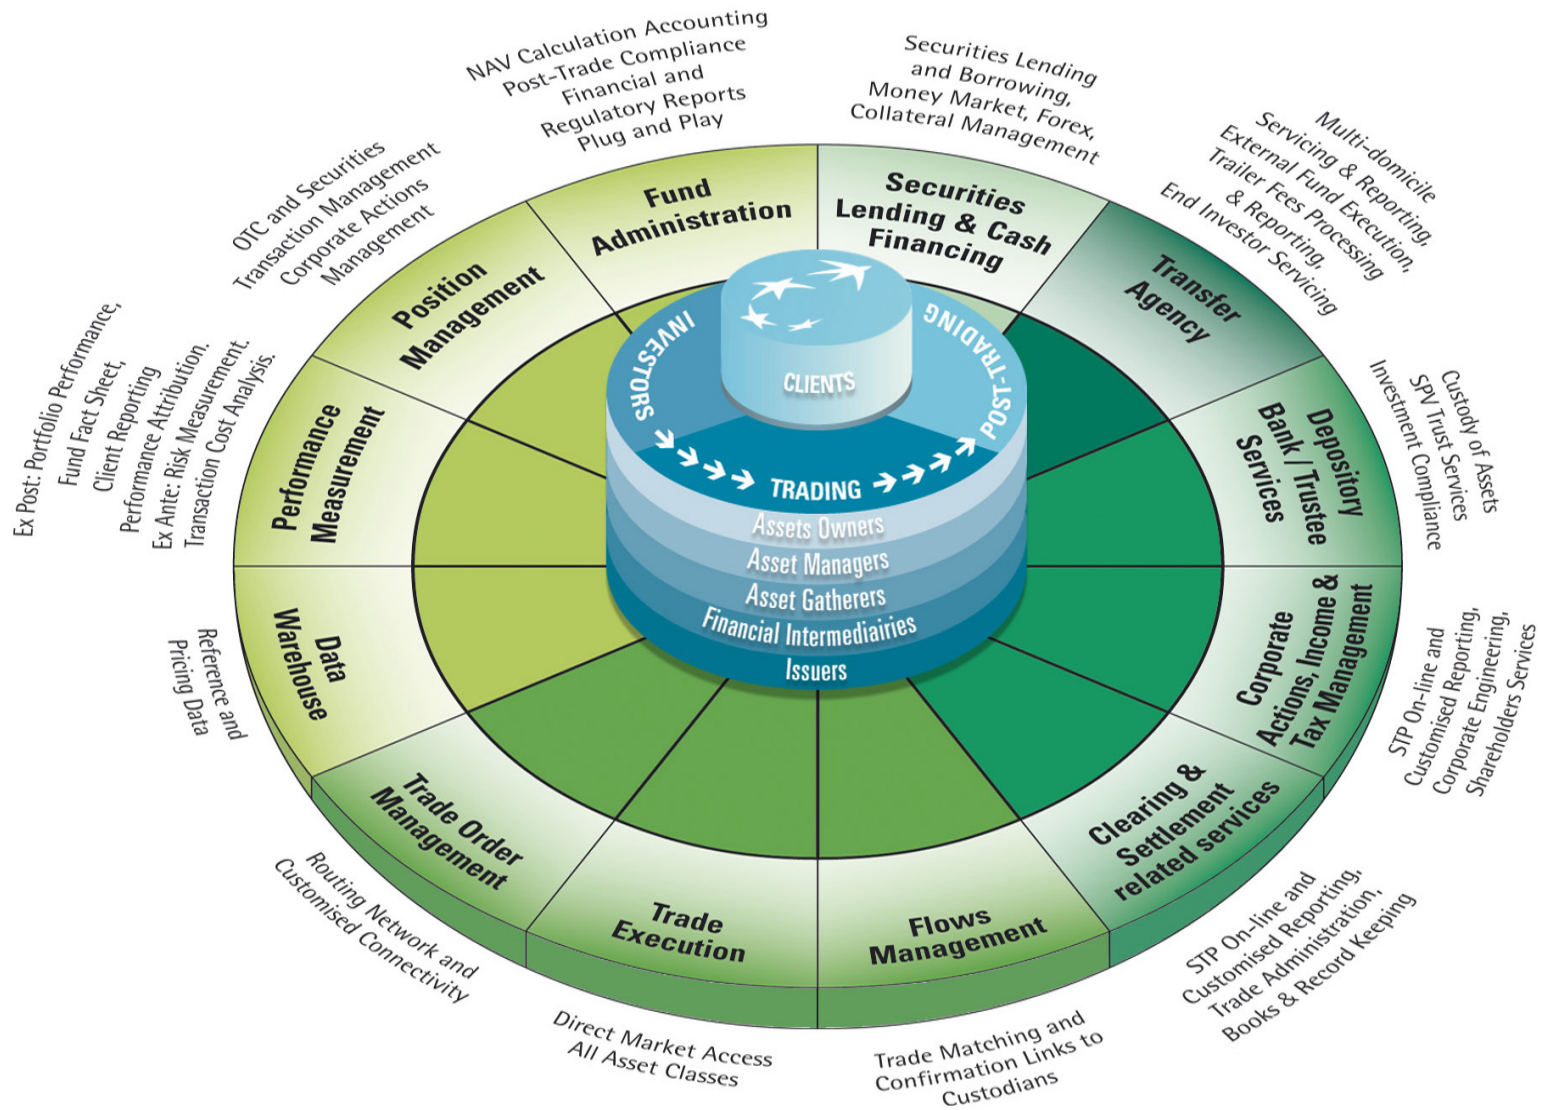 NAV Calculation Accounting
Post-Trade Compliance
Financial and
Regulatory Reports
Plug and Play
Securities Lending
and Borrowing,
Money Market, Forex,
Collateral Management
Multi-domicile
Servicing & Reporting,
External Fund Execution,
Trailer Fees Processing
& Reporting,
End Investor Servicing
OTC and Securities
Transaction Management
Corporate Actions
Management
Ex Post: Portfolio Performance,
Fund Fact Sheet,
Client Reporting
Performance Attribution.
Ex Ante: Risk Measurement.
Transaction Cost Analysis.
Custody of Assets
SPV Trust Services
Investment Compliance
Fund
Administration
Securities
Lending & Cash
Financing
Transfer
Agency
Position
Management
Performance
Measurement
Depository
Bank / Trustee
Services
Data
Warehouse
Corporate
Actions, Income &
Tax Management
Trade Order
Management
Trade
Execution
Flows
Management
Clearing &
Settlement
related services
INVESTORS
POST-TRADING
CLIENTS
TRADING
Assets Owners
Asset Managers
Asset Gatherers
Financial Intermediairies
Issuers
Reference and
Pricing Data
STP On-line and
Customised Reporting,
Corporate Engineering,
Shareholders Services
Routing Network and
Customised Connectivity
Direct Market Access
All Asset Classes
Trade Matching and
Confirmation Links to
Custodians
STP On-line and
Customised Reporting,
Trade Administration,
Books & Record Keeping